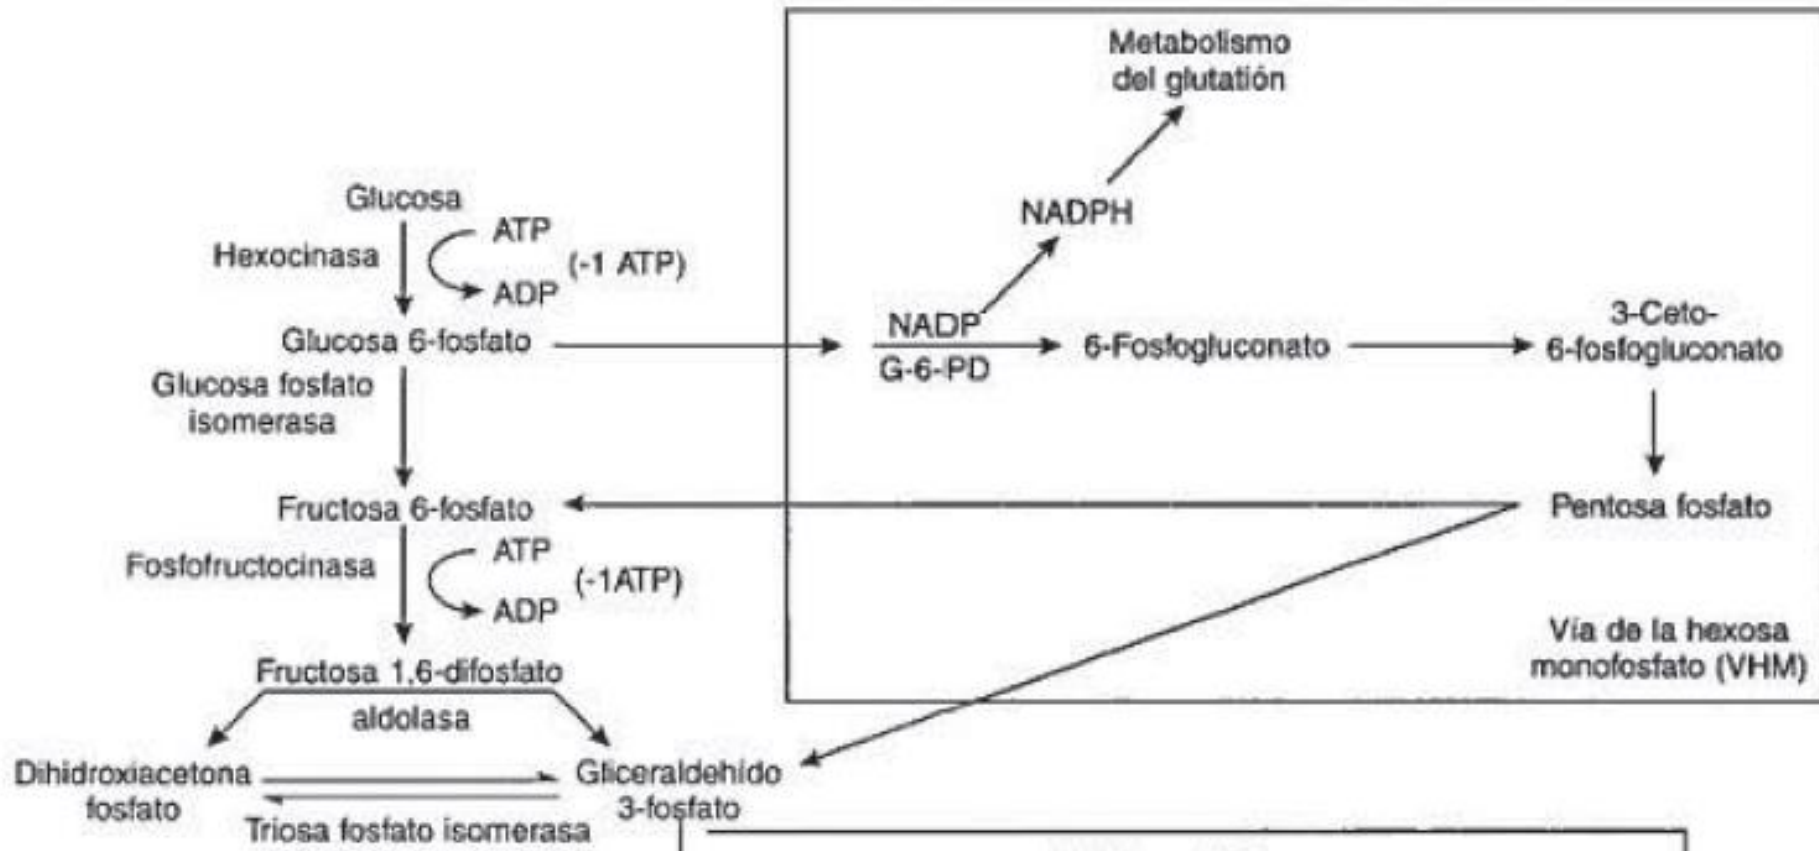 Metabolismo
del glutatión
NADPH
Glucosa
Hexocinasa
ATP
(-1 ATP)
ADP
Glucosa 6-fosfato
NADP
G-6-PD
6-Fosfogluconato
3-Ceto-
6-fosfogluconato
Glucosa fosfato
isomerasa
Fructosa 6-fosfato
Pentosa fosfato
Fosfofructocinasa
ATP
(-1ATP)
ADP
Vía de la hexosa
monofosfato (VHM)
Fructosa 1,6-difosfato
aldolasa
Dihidroxiacetona
fosfato
Gliceraldehído
3-fosfato
Triosa fosfato isomerasa